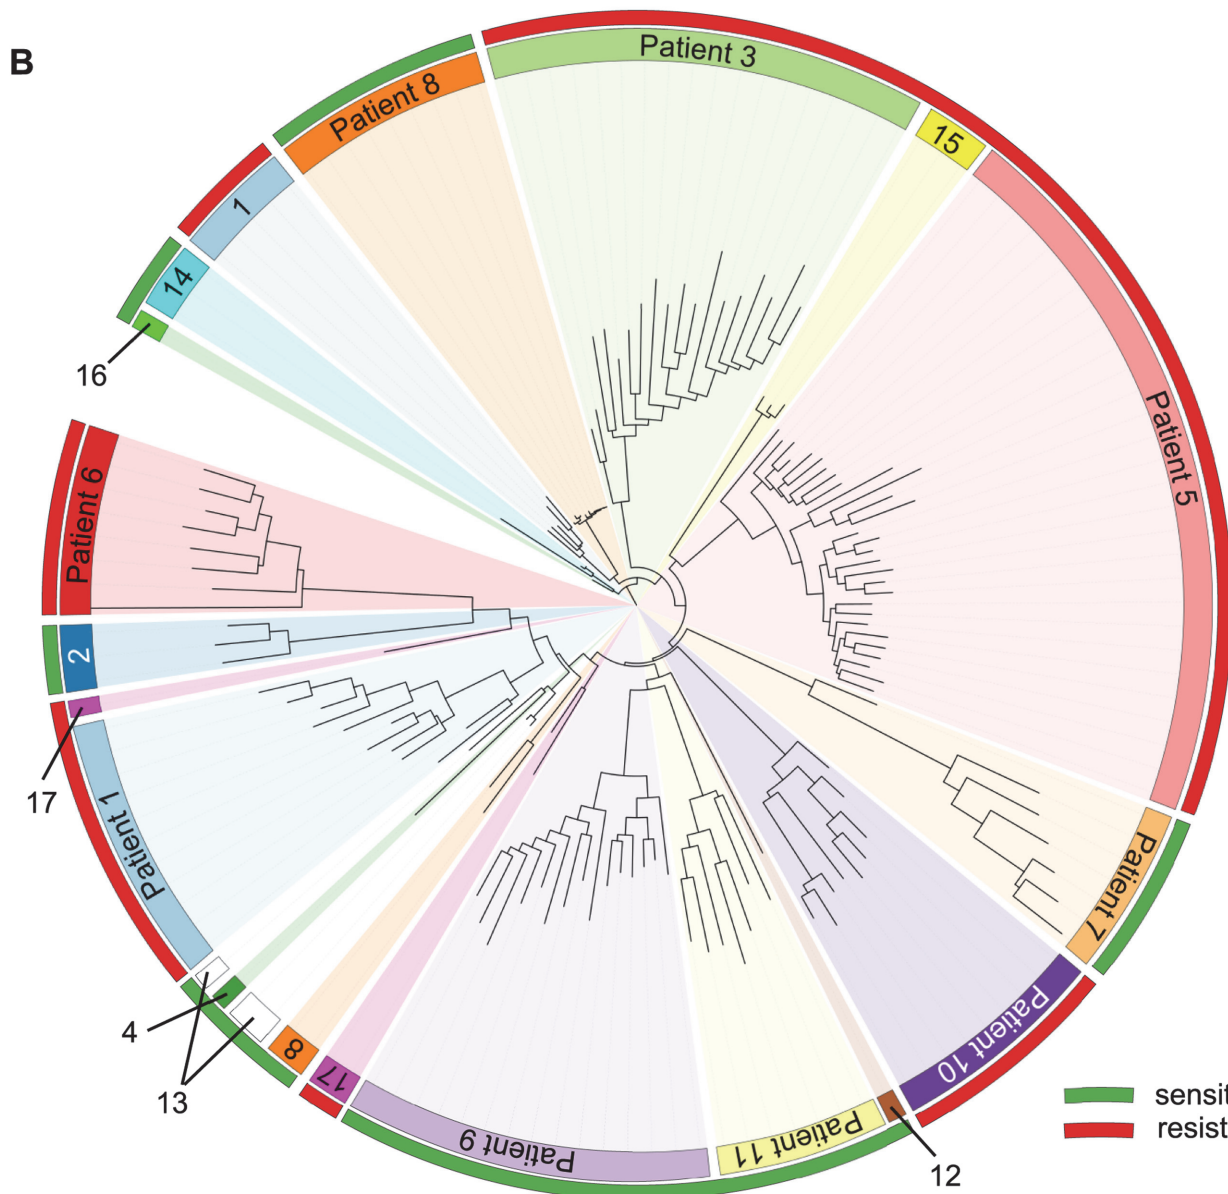 B
Patient 3
15
Patient 5
Patient 7
Patient 10
12
Patient 11
Patient 9
17
8
13
4
Patient 1
17
2
Patient 6
16
14
1
Patient 8
sensit
resist